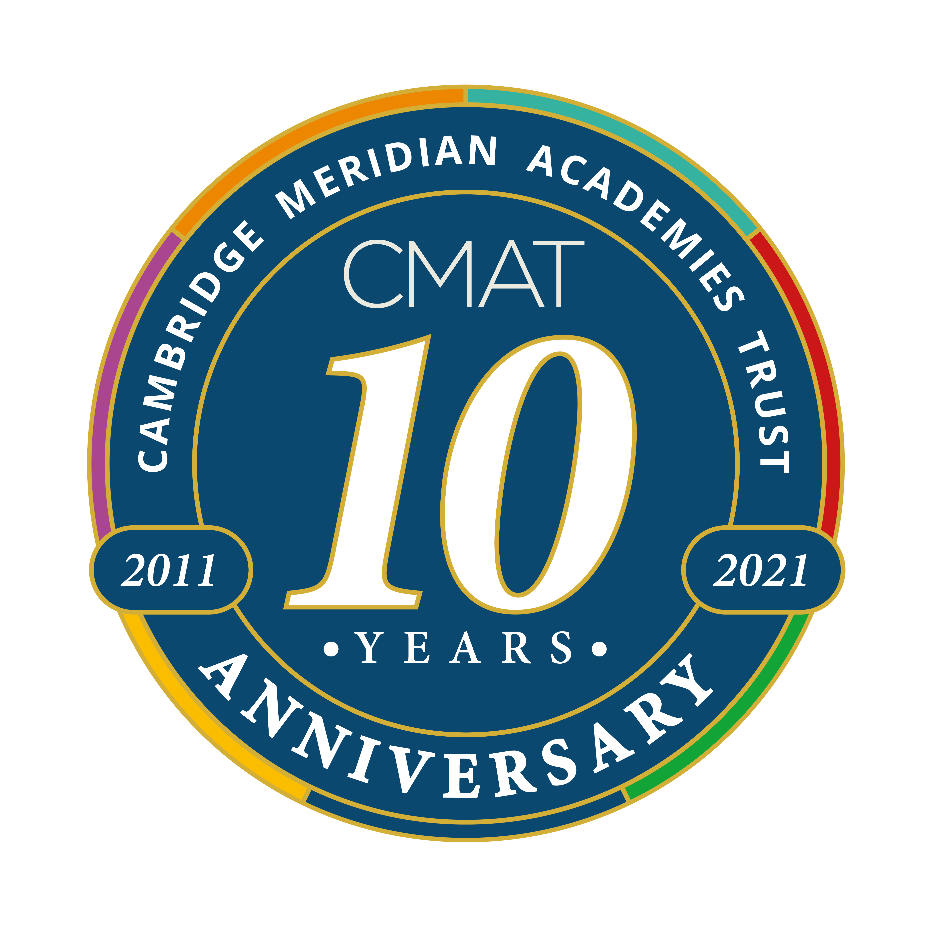 CAMBRIDGE MERIDIAN ACADEMIES TRUST
CMAT
10
2011
2021
•YEARS•
ANNIVERSARY